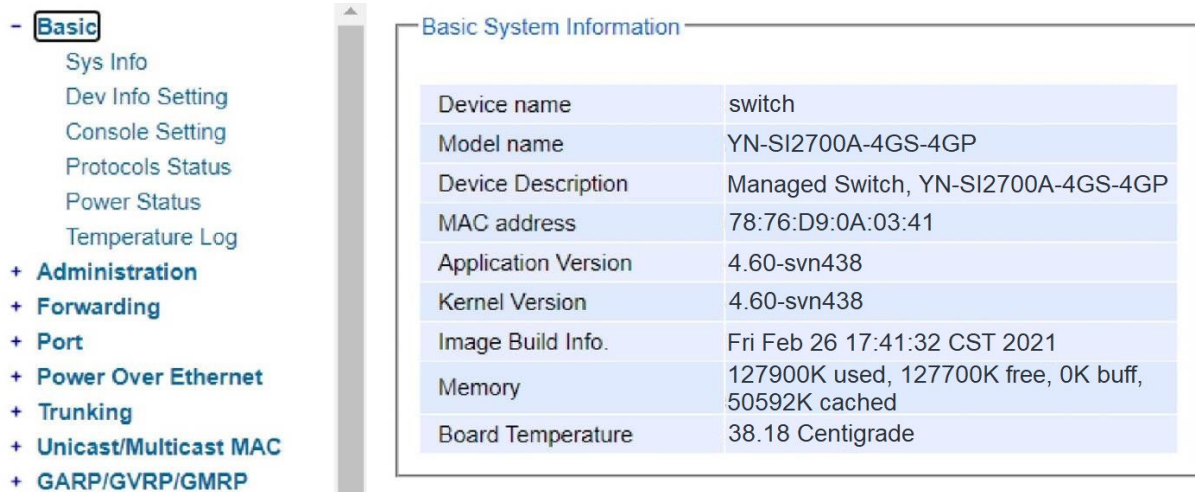 − Basic
Sys Info
Dev Info Setting
Console Setting
Protocols Status
Power Status
Temperature Log
+ Administration
+ Forwarding
+ Port
+ Power Over Ethernet
+ Trunking
+ Unicast/Multicast MAC
+ GARP/GVRP/GMRP
Basic System Information
Device name switch
Model name YN-SI2700A-4GS-4GP
Device Description Managed Switch, YN-SI2700A-4GS-4GP
MAC address 78:76:D9:0A:03:41
Application Version 4.60-svn438
Kernel Version 4.60-svn438
Image Build Info. Fri Feb 26 17:41:32 CST 2021
Memory 127900K used, 127700K free, 0K buff,
50592K cached
Board Temperature 38.18 Centigrade